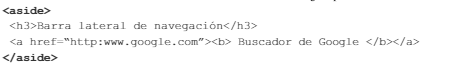 <aside>
<h3>Barra lateral de navegación</h3>
<a href=“http:www.google.com”><b> Buscador de Google </b></a>
</aside>